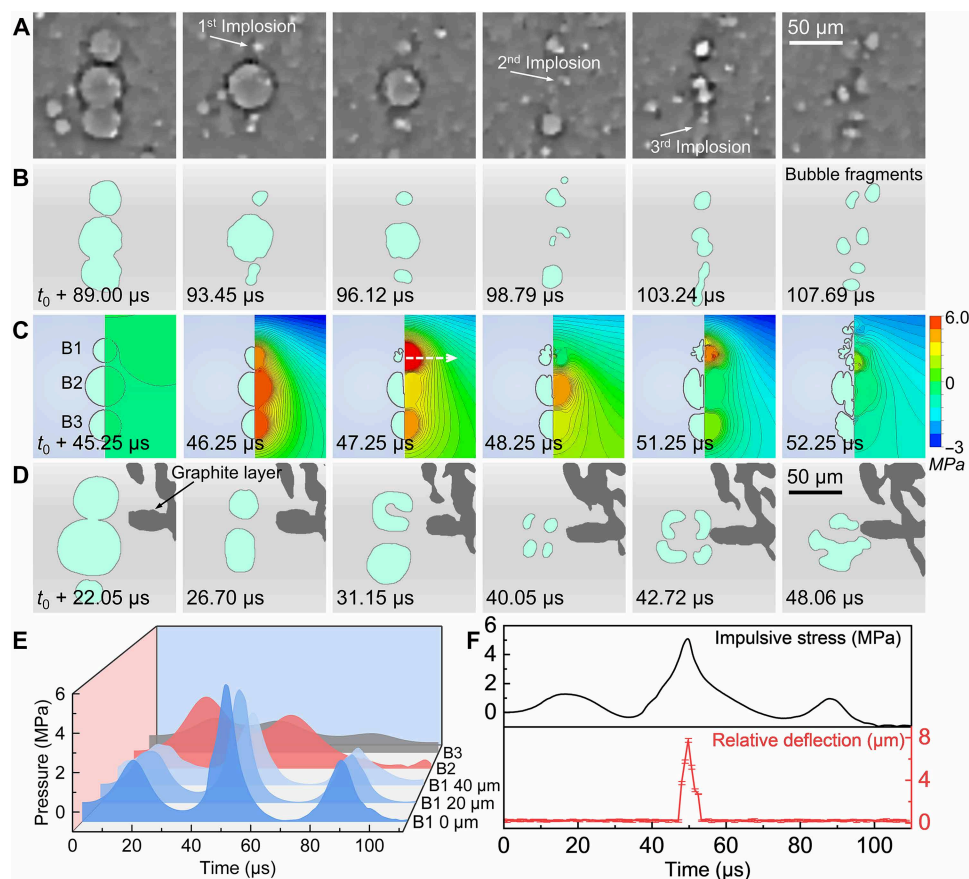 A
1st Implosion
2nd Implosion
3rd Implosion
50 µm
B
Bubble fragments
t0 + 89.00 µs
93.45 µs
96.12 µs
98.79 µs
103.24 µs
107.69 µs
C
B1
B2
B3
6.0
0
−3
MPa
t0 + 45.25 µs
46.25 µs
47.25 µs
48.25 µs
51.25 µs
52.25 µs
D
Graphite layer
50 µm
t0 + 22.05 µs
26.70 µs
31.15 µs
40.05 µs
42.72 µs
48.06 µs
E
Pressure (MPa)
6
4
2
0
B3
B2
B1 40 µm
B1 20 µm
B1 0 µm
0 20 40 60 80 100
Time (µs)
F
Impulsive stress (MPa)
6
4
2
0
Relative deflection (µm)
8
4
0
0 20 40 60 80 100
Time (µs)